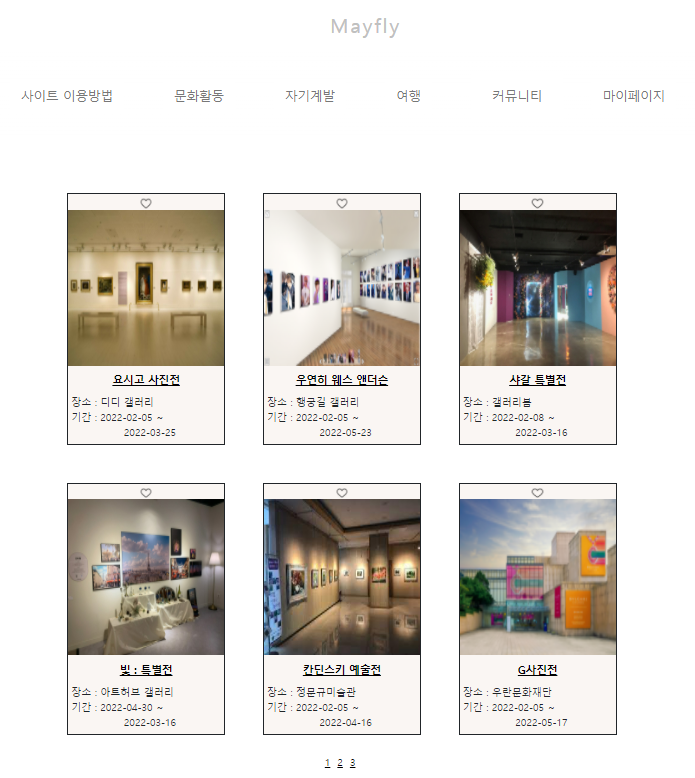 Mayfly
사이트 이용방법 문화활동 자기계발 여행 커뮤니티 마이페이지
요시고 사진전
장소 : 디디 갤러리
기간 : 2022-02-05 ~
2022-03-25
우연히 웨스 앤더슨
장소 : 행궁길 갤러리
기간 : 2022-02-05 ~
2022-05-23
샤갈 특별전
장소 : 갤러리봄
기간 : 2022-02-08 ~
2022-03-16
빛 : 특별전
장소 : 아트허브 갤러리
기간 : 2022-04-30 ~
2022-03-16
칸딘스키 예술전
장소 : 정문규미술관
기간 : 2022-02-05 ~
2022-04-16
G사진전
장소 : 우란문화재단
기간 : 2022-02-05 ~
2022-05-17
1 2 3